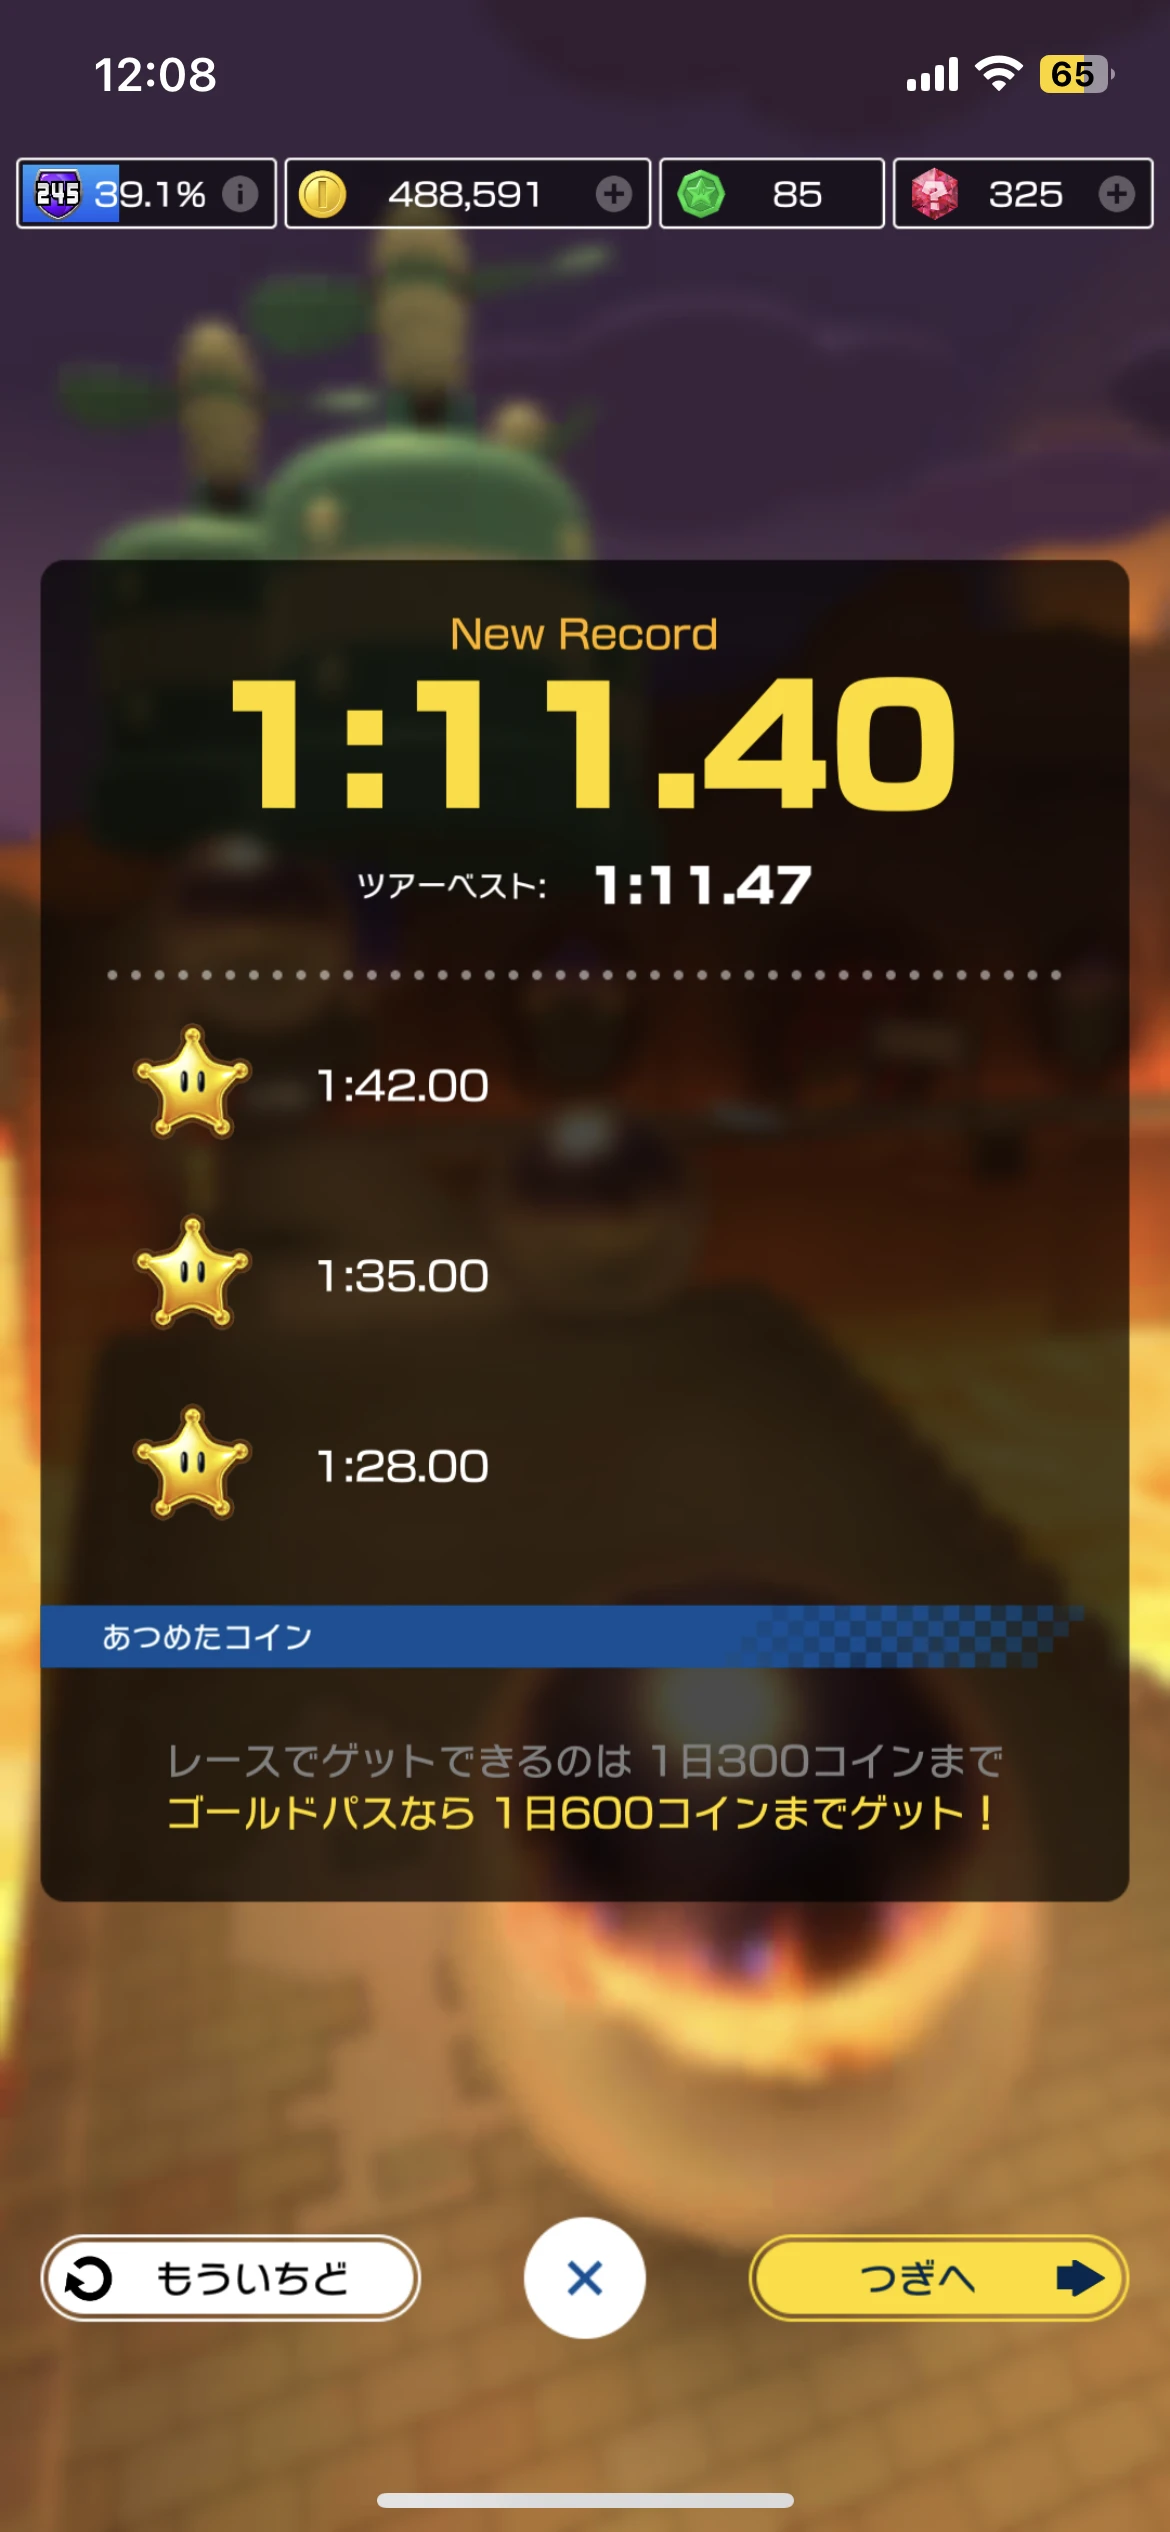 12:08
65
245 39.1% i
488,591
85
325
New Record
1:11.40
ツアーベスト: 1:11.47
1:42.00
1:35.00
1:28.00
あつめたコイン
レースでゲットできるのは 1日300コインまで
ゴールドパスなら 1日600コインまでゲット！
もういちど
つぎへ